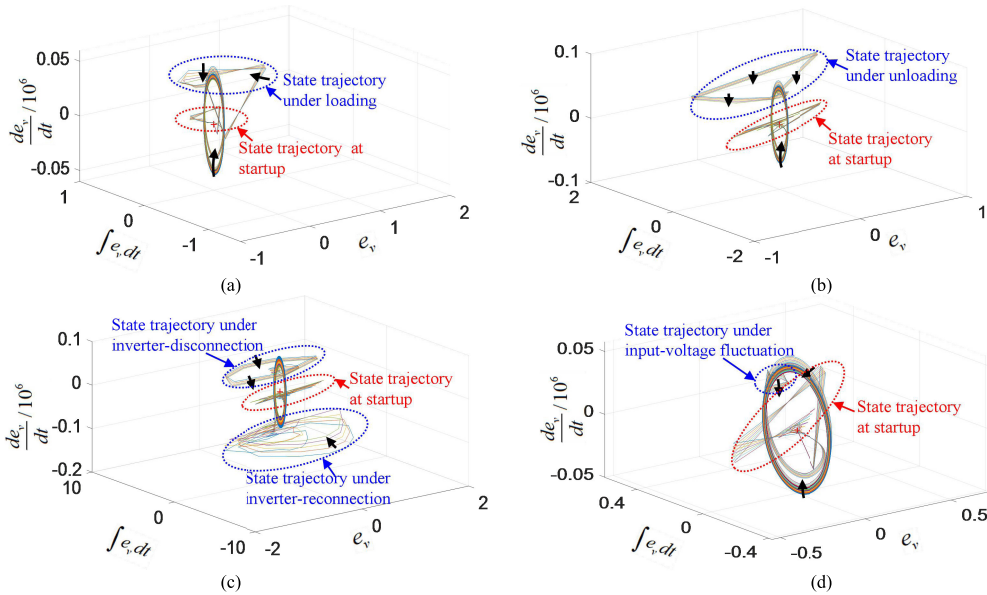 0.05
0
-0.05
de_v/dt /10^6
1
0
-1
∫e_v dt
-1
0
1
2
e_v
State trajectory
under loading
State trajectory at
startup
(a)
0.1
0
-0.1
de_v/dt /10^6
2
0
-2
∫e_v dt
-1
0
1
e_v
State trajectory
under unloading
State trajectory
at startup
(b)
State trajectory under
inverter-disconnection
0.1
0
-0.1
-0.2
de_v/dt /10^6
10
0
-10
∫e_v dt
-2
0
2
e_v
State trajectory
at startup
State trajectory under
inverter-reconnection
(c)
State trajectory under
input-voltage fluctuation
0.05
0
-0.05
de_v/dt /10^6
0.4
0
-0.4
∫e_v dt
-0.5
0
0.5
e_v
State trajectory
at startup
(d)